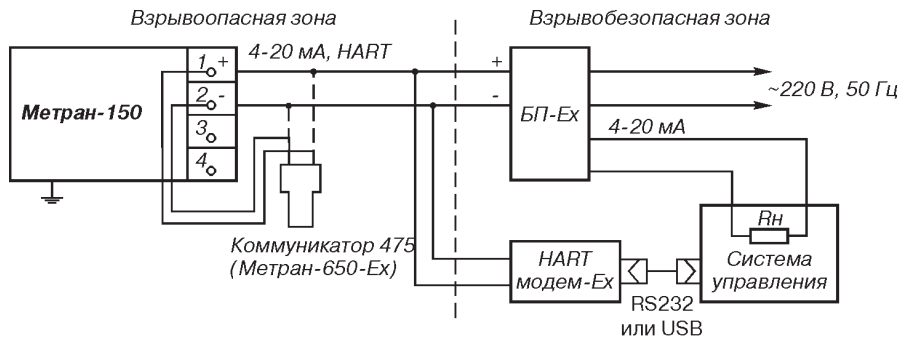 Взрывоопасная зона
Взрывобезопасная зона
4-20 мА, HART
1 +
2 -
3
4
Метран-150
+
-
БП-Ex
~220 В, 50 Гц
4-20 мА
Rн
Коммуникатор 475
(Метран-650-Ex)
HART
модем-Ex
Система
управления
RS232
или USB